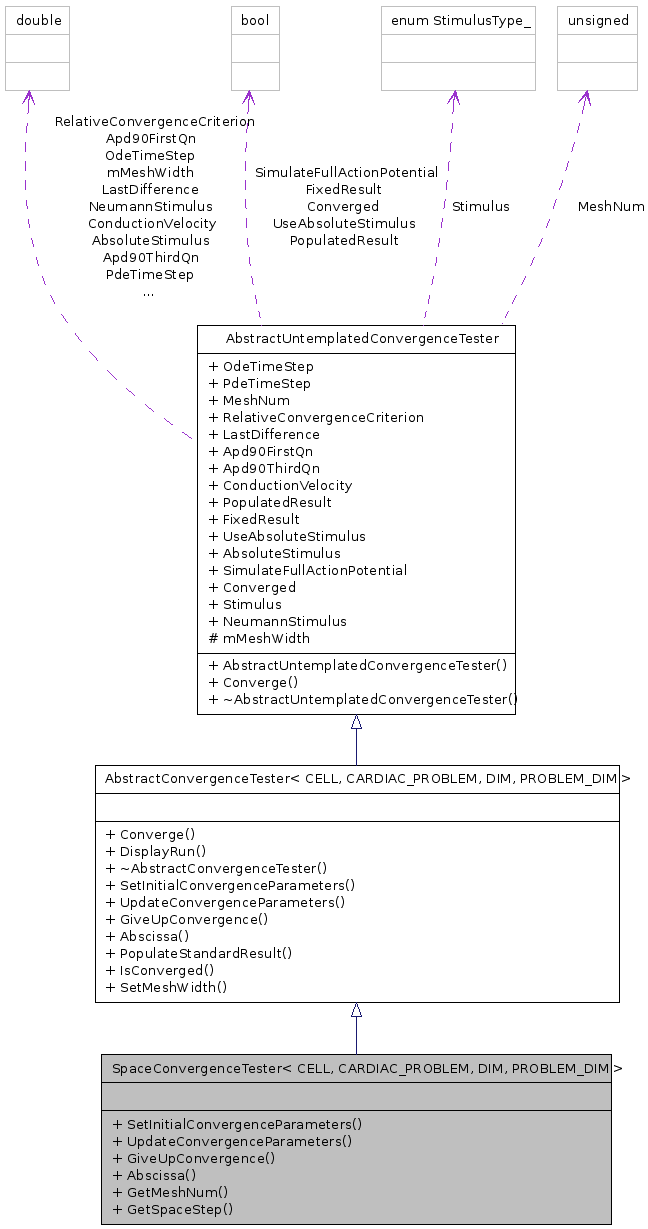 double
bool
enum StimulusType_
unsigned
RelativeConvergenceCriterion
Apd90FirstQn
OdeTimeStep
mMeshWidth
LastDifference
NeumannStimulus
ConductionVelocity
AbsoluteStimulus
Apd90ThirdQn
PdeTimeStep
...
SimulateFullActionPotential
FixedResult
Converged
UseAbsoluteStimulus
PopulatedResult
Stimulus
MeshNum
AbstractUntemplatedConvergenceTester
+ OdeTimeStep
+ PdeTimeStep
+ MeshNum
+ RelativeConvergenceCriterion
+ LastDifference
+ Apd90FirstQn
+ Apd90ThirdQn
+ ConductionVelocity
+ PopulatedResult
+ FixedResult
+ UseAbsoluteStimulus
+ AbsoluteStimulus
+ SimulateFullActionPotential
+ Converged
+ Stimulus
+ NeumannStimulus
# mMeshWidth
+ AbstractUntemplatedConvergenceTester()
+ Converge()
+ ~AbstractUntemplatedConvergenceTester()
AbstractConvergenceTester< CELL, CARDIAC_PROBLEM, DIM, PROBLEM_DIM >
+ Converge()
+ DisplayRun()
+ ~AbstractConvergenceTester()
+ SetInitialConvergenceParameters()
+ UpdateConvergenceParameters()
+ GiveUpConvergence()
+ Abscissa()
+ PopulateStandardResult()
+ IsConverged()
+ SetMeshWidth()
SpaceConvergenceTester< CELL, CARDIAC_PROBLEM, DIM, PROBLEM_DIM >
+ SetInitialConvergenceParameters()
+ UpdateConvergenceParameters()
+ GiveUpConvergence()
+ Abscissa()
+ GetMeshNum()
+ GetSpaceStep()